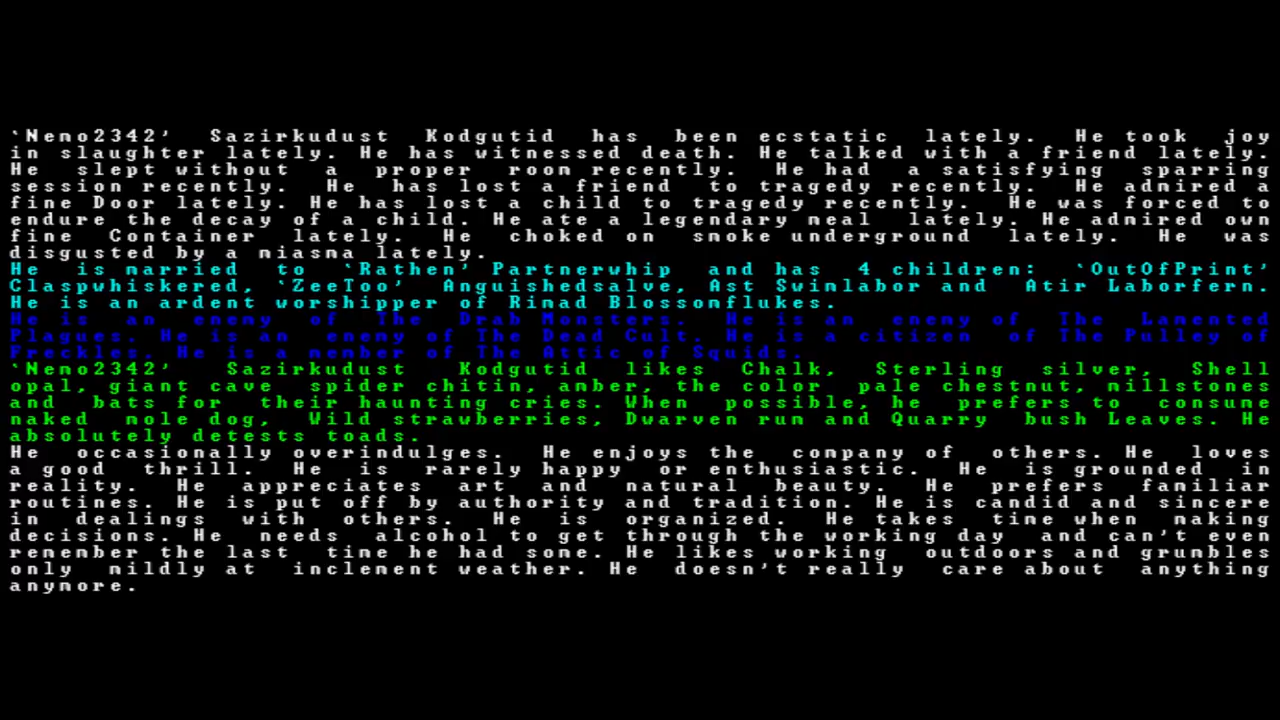 `Nemo2342' Sazirkudust Kodgutid has been ecstatic lately. He took joy
in slaughter lately. He has witnessed death. He talked with a friend lately.
He slept without a proper room recently. He had a satisfying sparring
session recently. He has lost a friend to tragedy recently. He admired a
fine Door lately. He has lost a child to tragedy recently. He was forced to
endure the decay of a child. He ate a legendary meal lately. He admired own
fine Container lately. He choked on smoke underground lately. He was
disgusted by a miasma lately.
He is married to `Rathen' Partnerwhip and has 4 children: `OutOfPrint'
Claspwhiskered, `ZeeToo' Anguishedsalve, Ast Swimlabor and Atir Laborfern.
He is an ardent worshipper of Rimad Blossomflukes.
He is an enemy of The Drab Monsters. He is an enemy of The Lamented
Plagues. He is an enemy of The Dead Cult. He is a citizen of The Pulley of
Freckles. He is a member of The Attic of Squids.
`Nemo2342' Sazirkudust Kodgutid likes Chalk, Sterling silver, Shell
opal, giant cave spider chitin, amber, the color pale chestnut, millstones
and bats for their haunting cries. When possible, he prefers to consume
naked mole dog, Wild strawberries, Dwarven rum and Quarry bush Leaves. He
absolutely detests toads.
He occasionally overindulges. He enjoys the company of others. He loves
a good thrill. He is rarely happy or enthusiastic. He is grounded in
reality. He appreciates art and natural beauty. He prefers familiar
routines. He is put off by authority and tradition. He is candid and sincere
in dealings with others. He is organized. He takes time when making
decisions. He needs alcohol to get through the working day and can't even
remember the last time he had some. He likes working outdoors and grumbles
only mildly at inclement weather. He doesn't really care about anything
anymore.